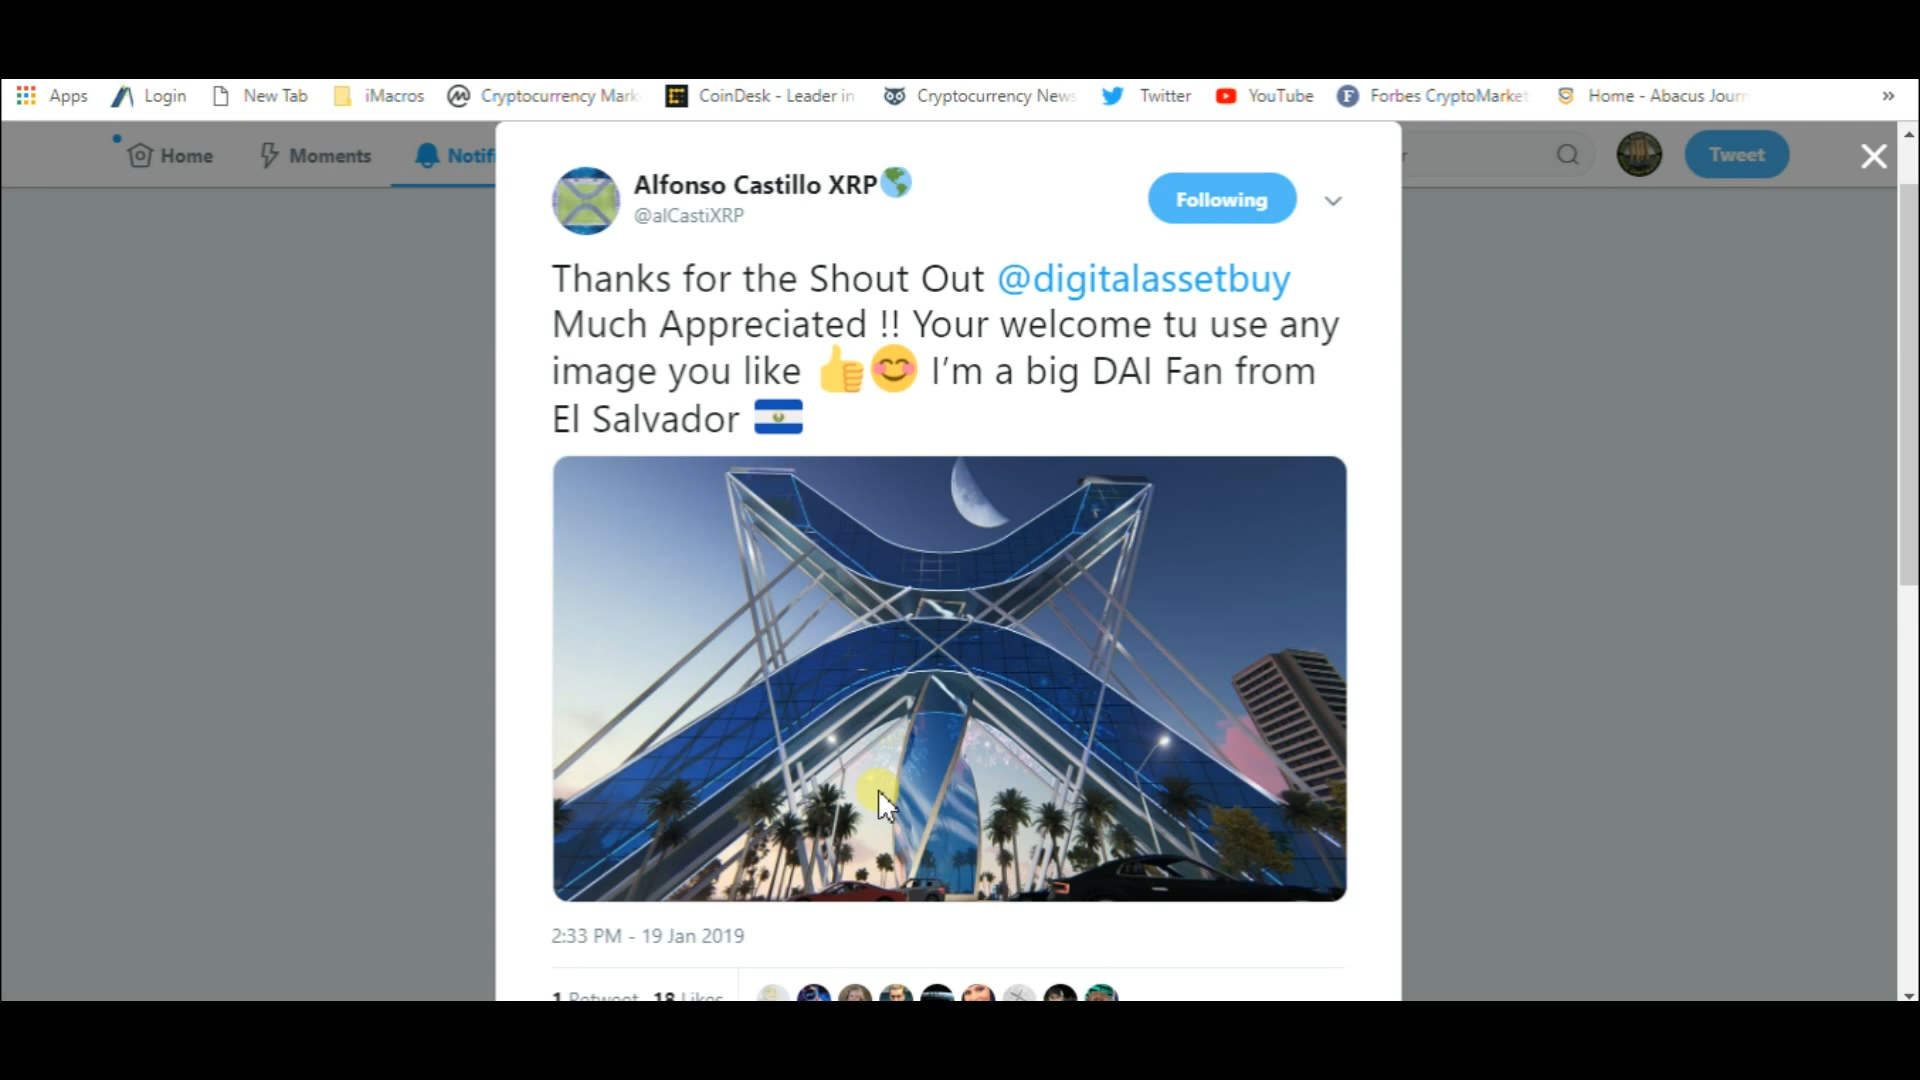 Apps Login New Tab iMacros Cryptocurrency Mark CoinDesk - Leader in Cryptocurrency News Twitter YouTube Forbes CryptoMarket Home - Abacus Jour »
Home Moments Notifi r Tweet
Alfonso Castillo XRP
@alCastiXRP
Following
Thanks for the Shout Out @digitalassetbuy
Much Appreciated !! Your welcome tu use any
image you like 👍😊 I'm a big DAI Fan from
El Salvador 🇸🇻
2:33 PM - 19 Jan 2019
1 Retweet 18 Likes